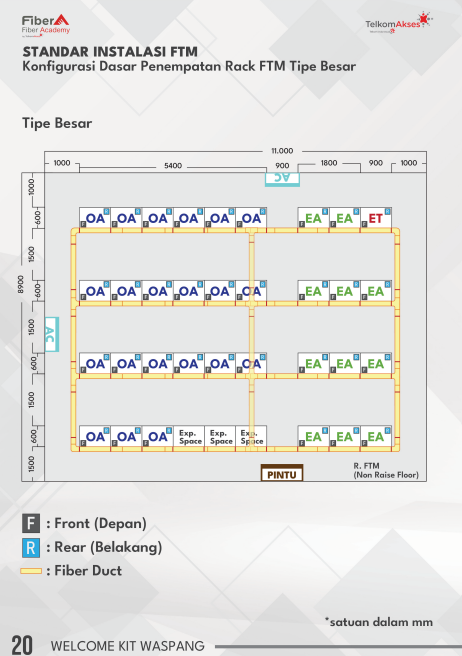 FiberA
Fiber Academy
TelkomAkses
STANDAR INSTALASI FTM
Konfigurasi Dasar Penempatan Rack FTM Tipe Besar
Tipe Besar
11.000
1000 5400 900 1800 900 1000
AC
1000
600
1500
600
1500
600
1500
600
1500
8900
AC
OA OA OA OA OA OA EA EA ET
OA OA OA OA OA OA EA EA EA
OA OA OA OA OA OA EA EA EA
OA OA OA Exp. Space Exp. Space Exp. Space EA EA EA
PINTU
R. FTM
(Non Raise Floor)
F : Front (Depan)
R : Rear (Belakang)
: Fiber Duct
*satuan dalam mm
20 WELCOME KIT WASPANG